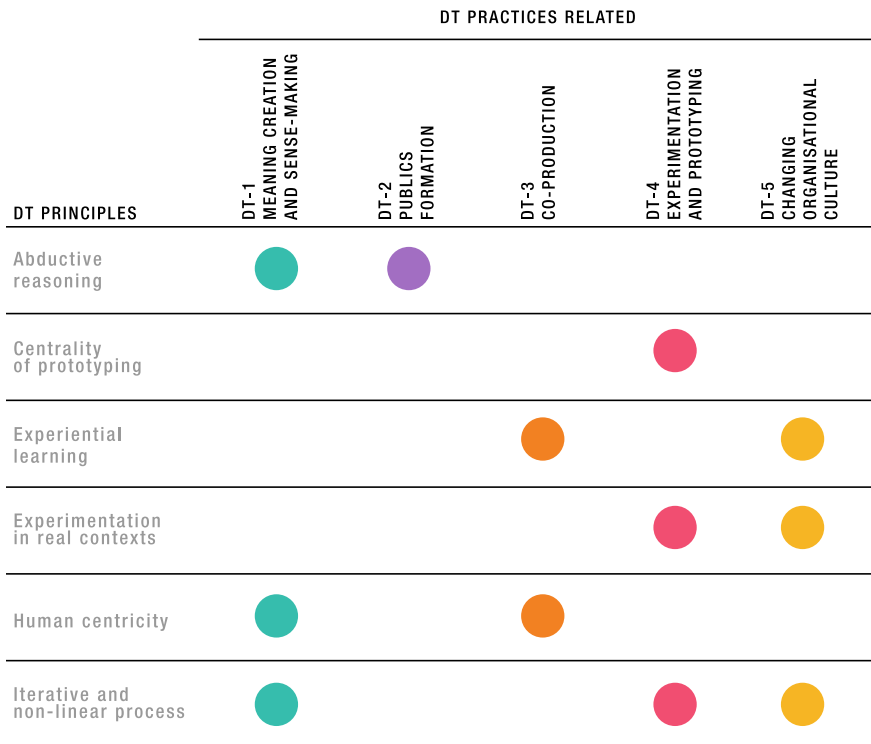 DT PRACTICES RELATED
DT-1
MEANING CREATION
AND SENSE-MAKING
DT-2
PUBLICS
FORMATION
DT-3
CO-PRODUCTION
DT-4
EXPERIMENTATION
AND PROTOTYPING
DT-5
CHANGING
ORGANISATIONAL
CULTURE
DT PRINCIPLES
Abductive
reasoning
Centrality
of prototyping
Experiential
learning
Experimentation
in real contexts
Human centricity
Iterative and
non-linear process